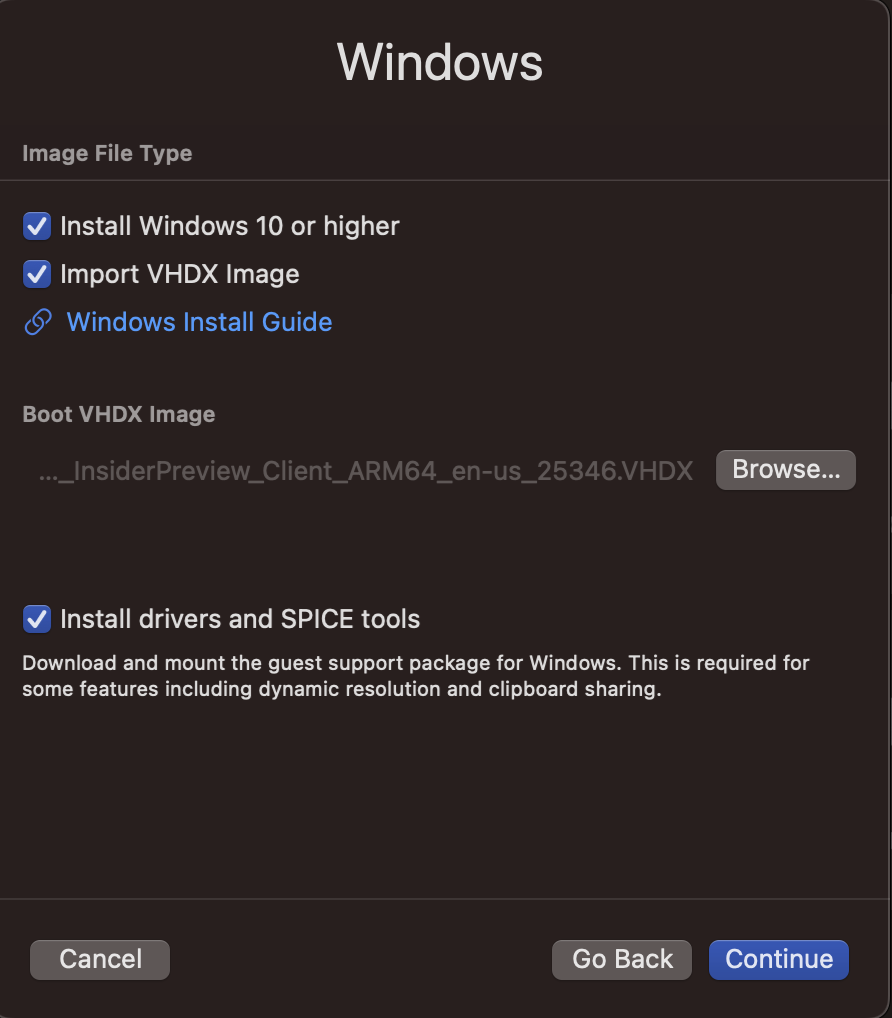 Windows
Image File Type
Install Windows 10 or higher
Import VHDX Image
Windows Install Guide
Boot VHDX Image
..._InsiderPreview_Client_ARM64_en-us_25346.VHDX
Browse...
Install drivers and SPICE tools
Download and mount the guest support package for Windows. This is required for
some features including dynamic resolution and clipboard sharing.
Cancel
Go Back
Continue